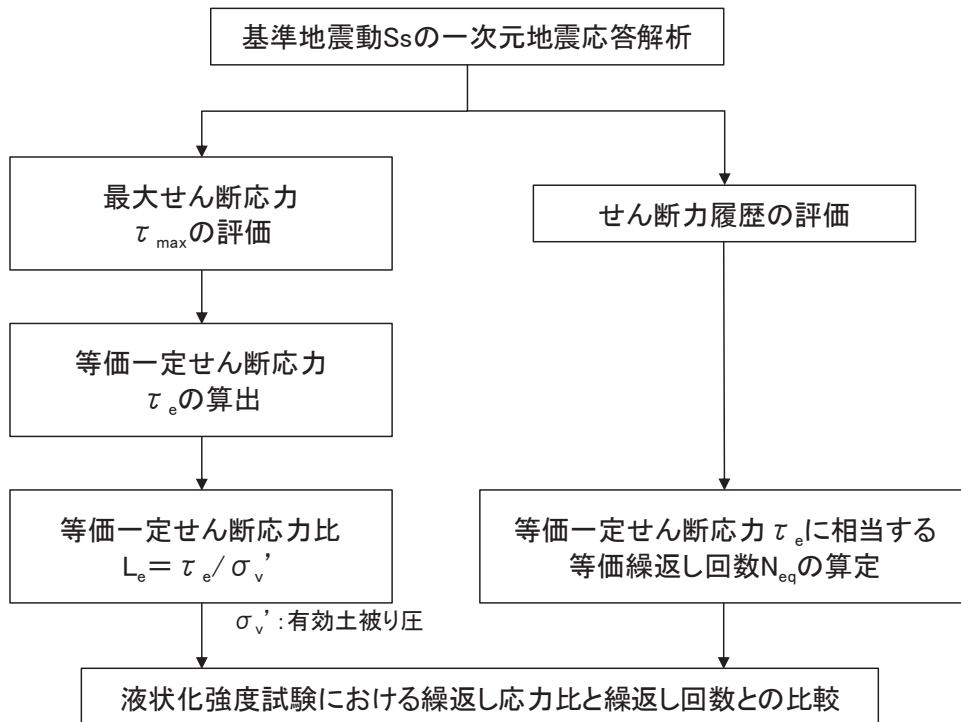 基準地震動Ssの一次元地震応答解析
最大せん断応力
τmaxの評価
せん断力履歴の評価
等価一定せん断応力
τeの算出
等価一定せん断応力比
Le＝τe/σv’
σv’：有効土被り圧
等価一定せん断応力τeに相当する
等価繰返し回数Neqの算定
液状化強度試験における繰返し応力比と繰返し回数との比較